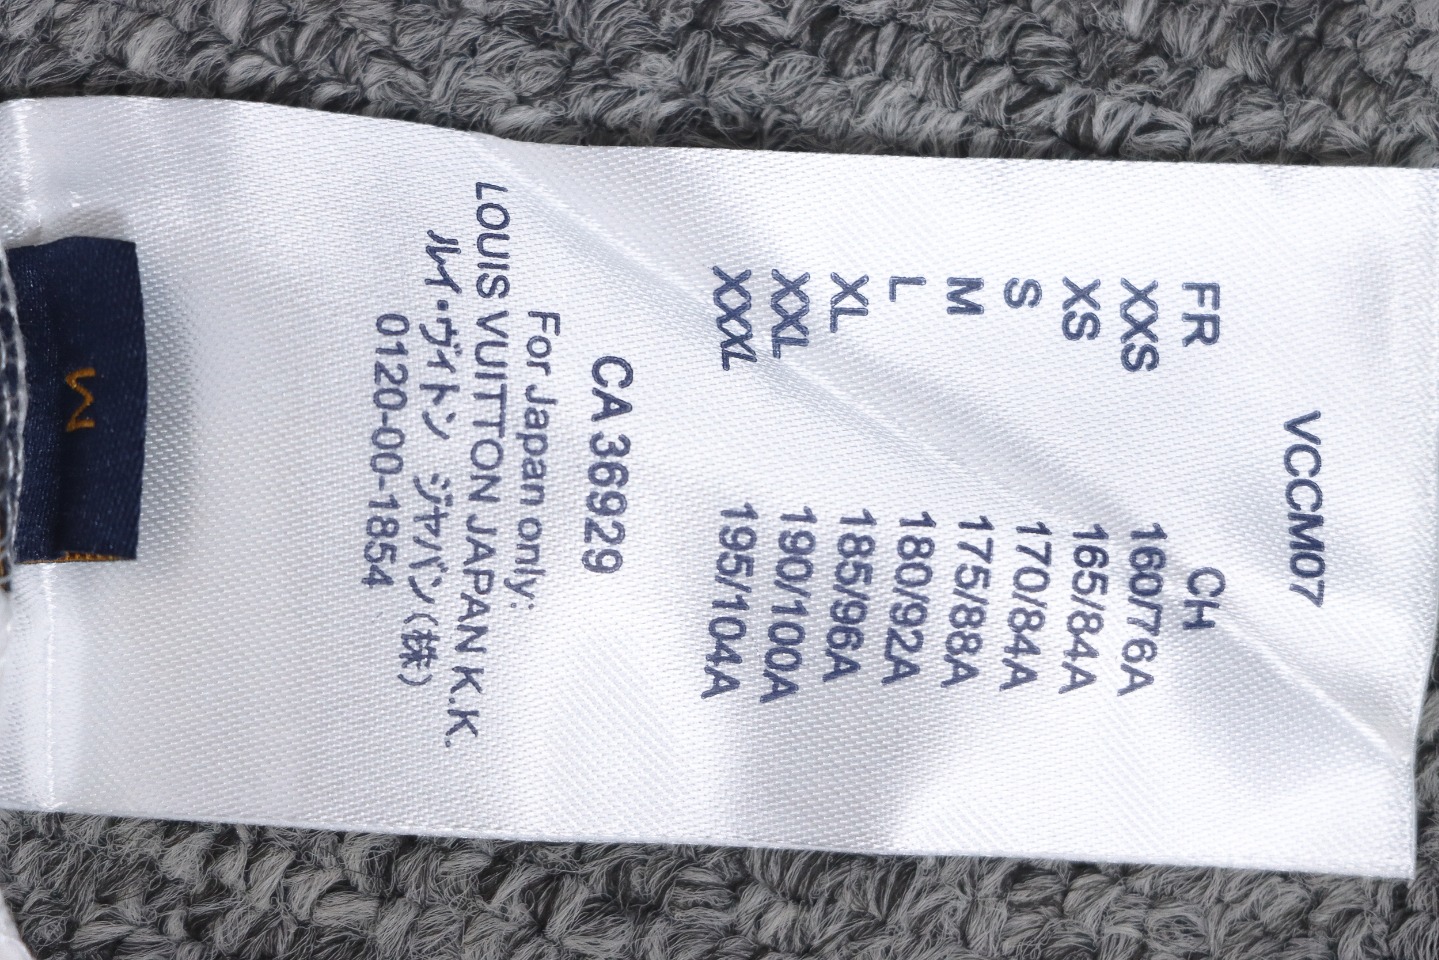 VCCM07
FR CH
XXS 160/76A
XS 165/84A
S 170/84A
M 175/88A
L 180/92A
XL 185/96A
XXL 190/100A
XXXL 195/104A
CA 36929
For Japan only:
LOUIS VUITTON JAPAN K.K.
ルイ・ヴィトン ジャパン(株)
0120-00-1854
M